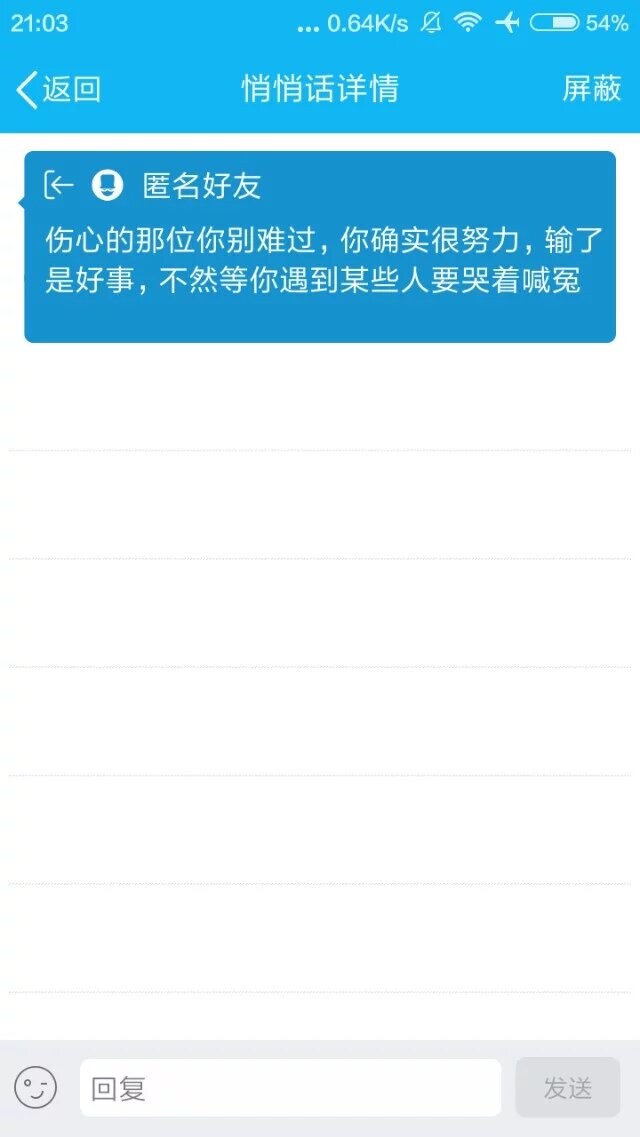 21:03 ... 0.64K/s 54%
返回 悄悄话详情 屏蔽
匿名好友
伤心的那位你别难过，你确实很努力，输了
是好事，不然等你遇到某些人要哭着喊冤
回复 发送